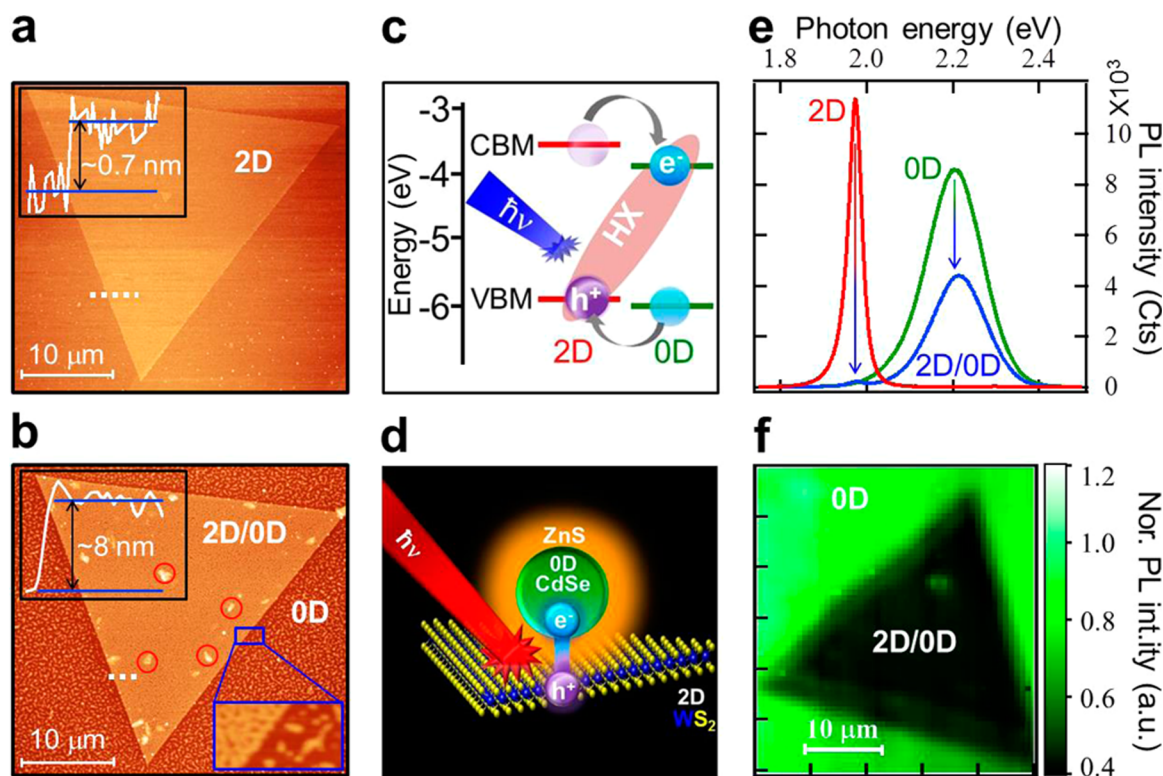 a
~0.7 nm
2D
10 μm
b
~8 nm
2D/0D
0D
10 μm
c
Energy (eV)
-3
-4
-5
-6
CBM
VBM
ħν
HX
e-
h+
2D
0D
d
ħν
ZnS
0D
CdSe
e-
h+
2D
WS2
e
Photon energy (eV)
1.8 2.0 2.2 2.4
2D
0D
2D/0D
×10³
10
8
6
4
2
0
PL intensity (Cts)
f
0D
2D/0D
10 μm
1.2
1.0
0.8
0.6
0.4
Nor. PL int.ity (a.u.)